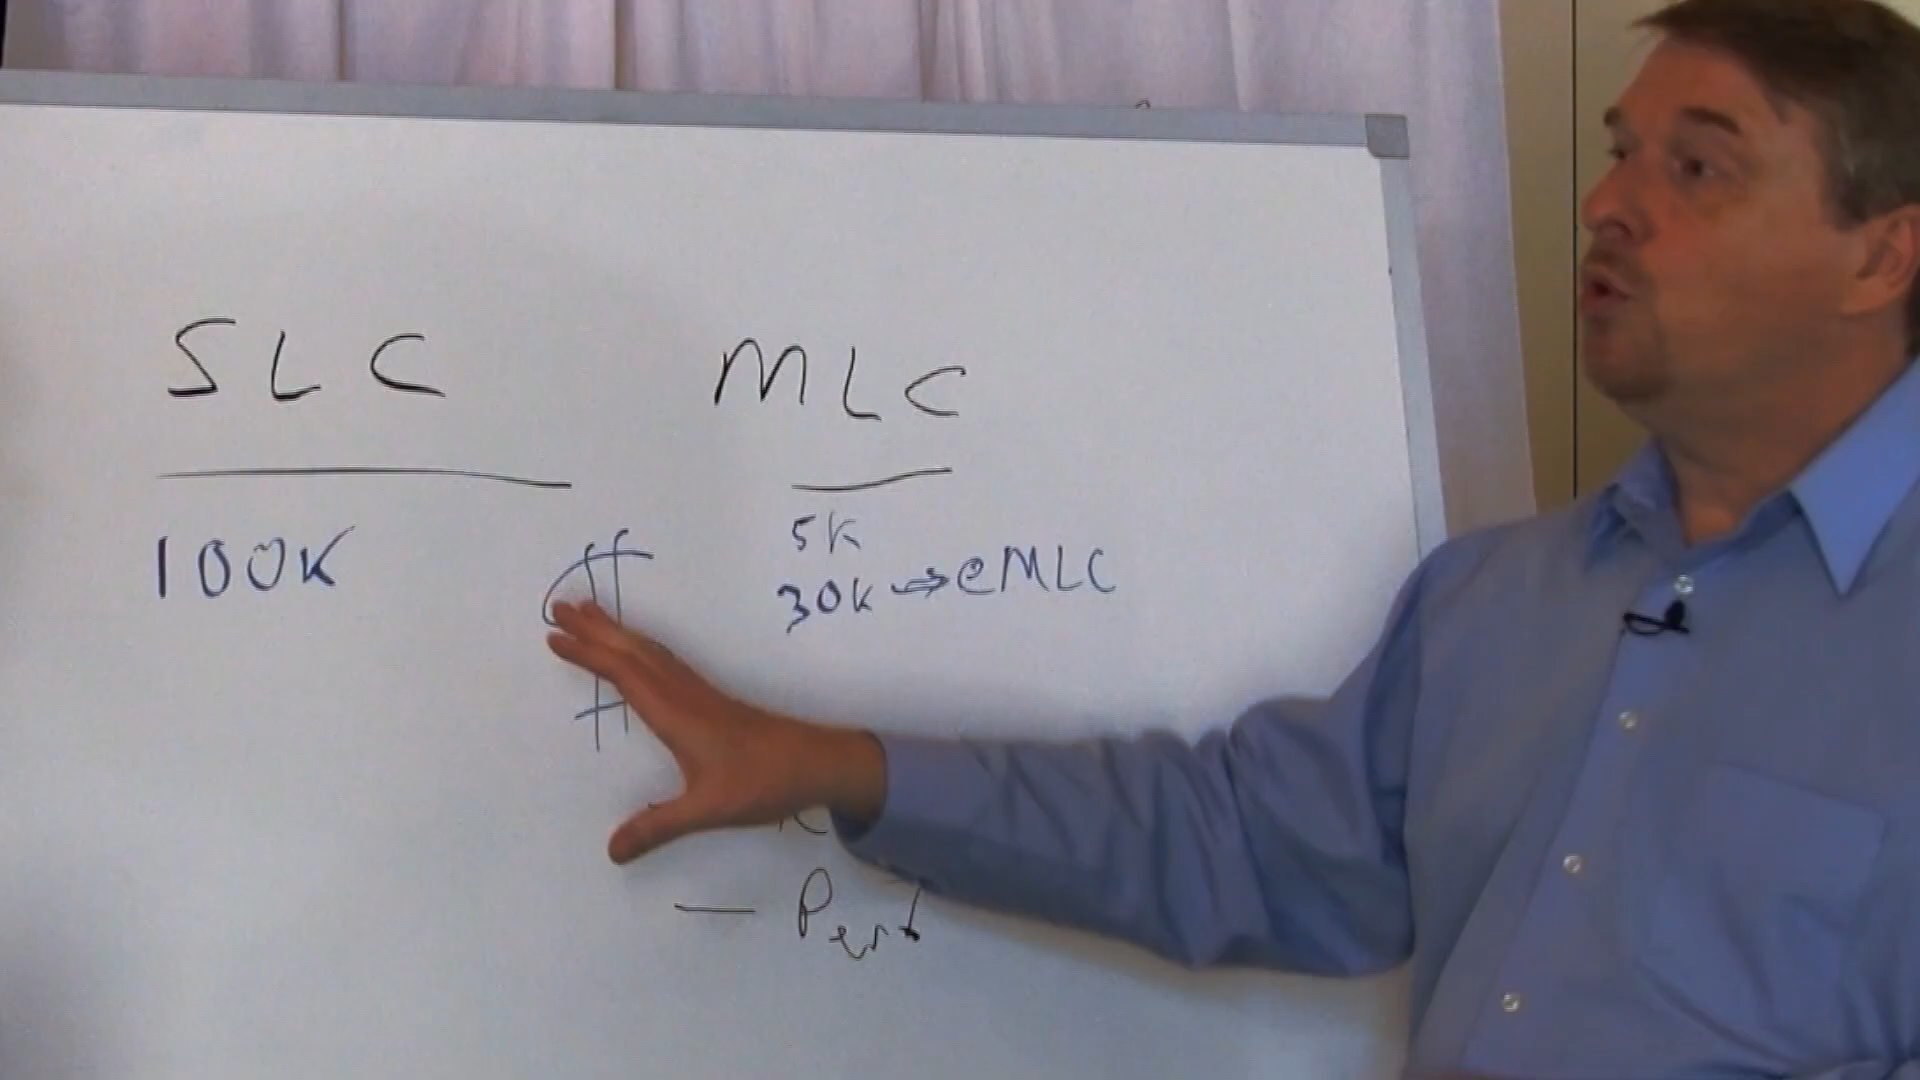 SLC MLC
100K $ 5K
30K → eMLC
— Perf